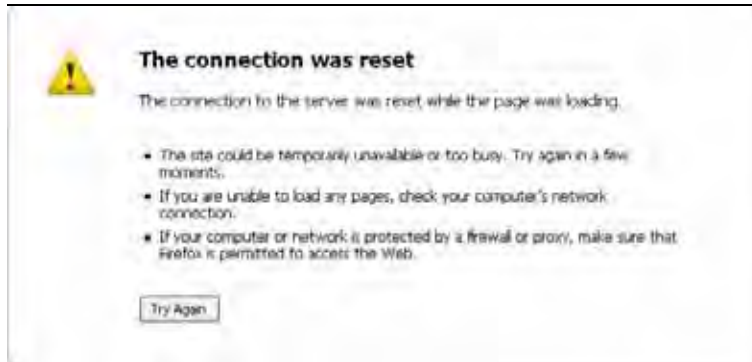 The connection was reset
The connection to the server was reset while the page was loading.
The site could be temporarily unavailable or too busy. Try again in a few
moments.
If you are unable to load any pages, check your computer's network
connection.
If your computer or network is protected by a firewall or proxy, make sure that
Firefox is permitted to access the Web.
Try Again